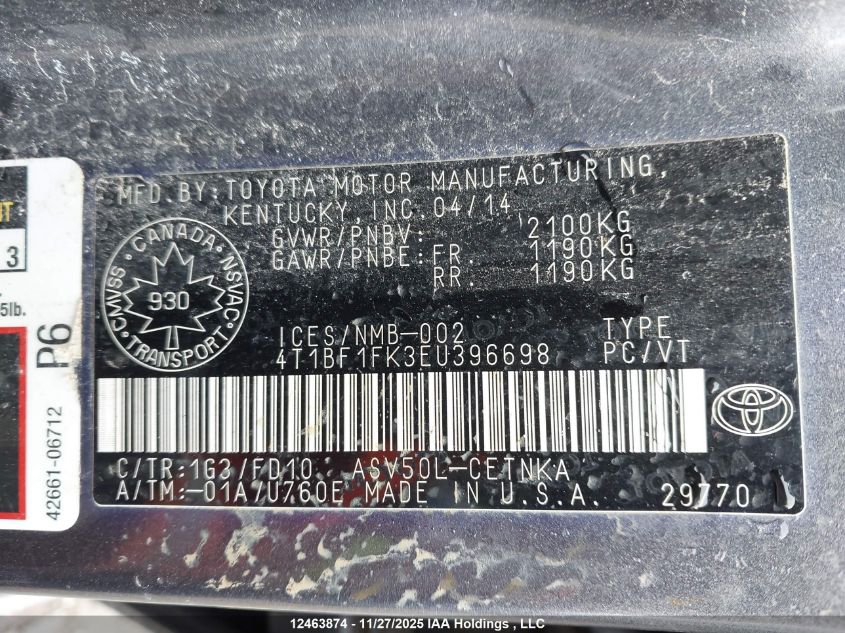 MFD.BY:TOYOTA MOTOR MANUFACTURING,
KENTUCKY, INC.04/14
GVWR/PNBV: 2100KG
GAWR/PNBE:FR. 1190KG
RR. 1190KG
CANADA
CMVSS NSVAC
930
TRANSPORT
ICES/NMB-002 TYPE
4T1BF1FK3EU396698 PC/VT
C/TR:1G3/FD10 ASV50L-CETNKA
A/TM:-01A/U760E MADE IN U.S.A. 29770
3
5lb.
P6
42661-06712
12463874 - 11/27/2025 IAA Holdings , LLC